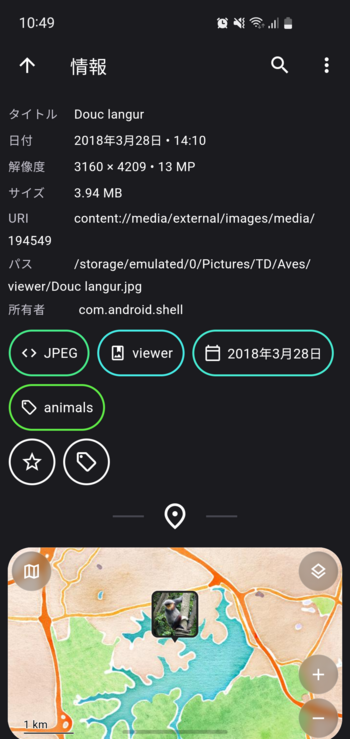 10:49
情報
タイトル Douc langur
日付 2018年3月28日 • 14:10
解像度 3160 × 4209 • 13 MP
サイズ 3.94 MB
URI content://media/external/images/media/
194549
パス /storage/emulated/0/Pictures/TD/Aves/
viewer/Douc langur.jpg
所有者 com.android.shell
JPEG viewer 2018年3月28日
animals
1 km